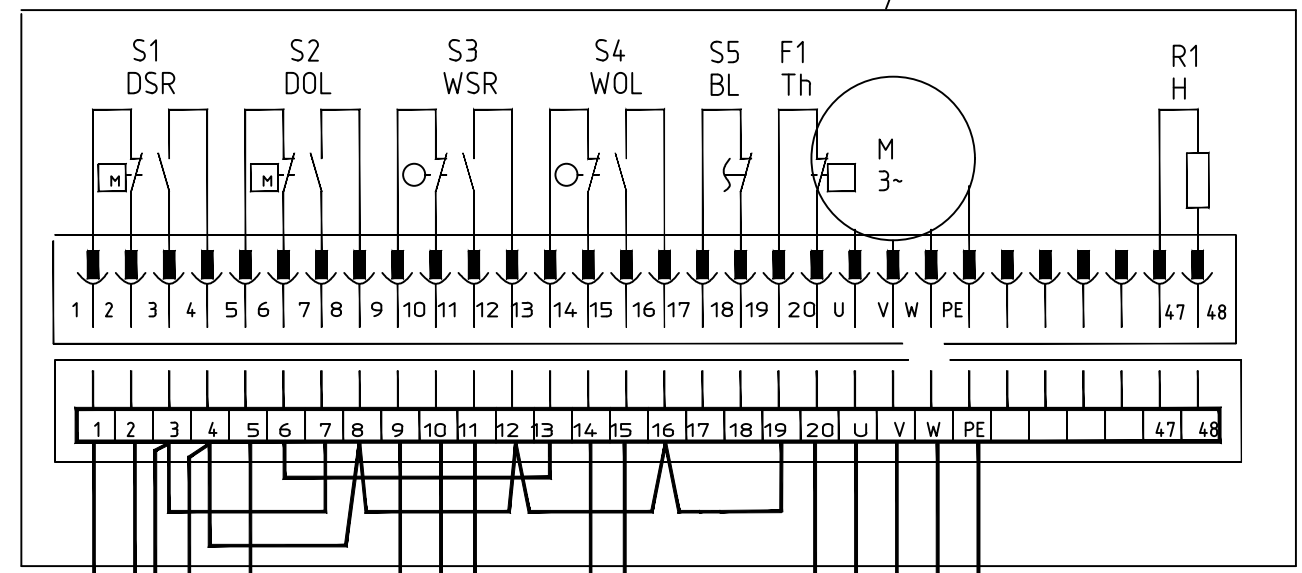 S1 S2 S3 S4 S5 F1 R1
DSR DOL WSR WOL BL Th H
M 3~
M M
1 2 3 4 5 6 7 8 9 10 11 12 13 14 15 16 17 18 19 20 U V W PE 47 48
1 2 3 4 5 6 7 8 9 10 11 12 13 14 15 16 17 18 19 20 U V W PE 47 48